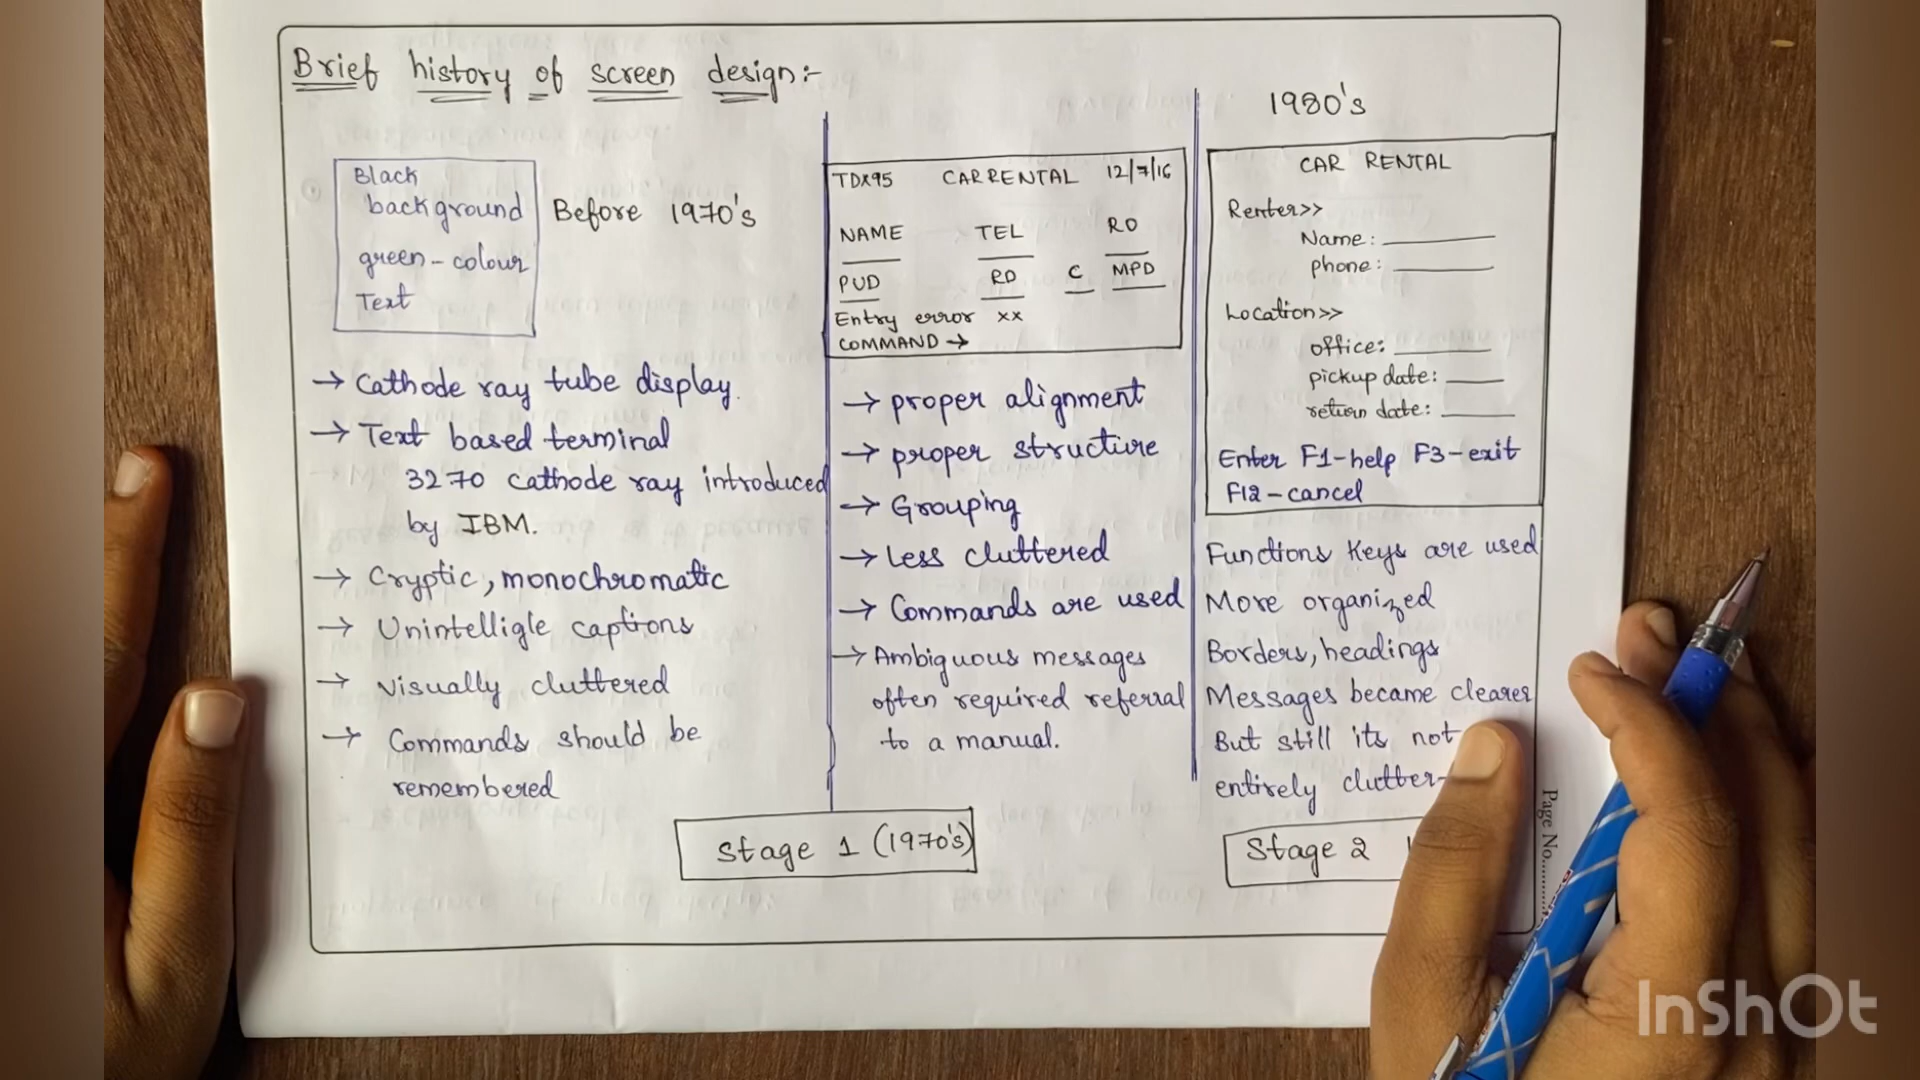 Brief history of screen design:-
Black
background
green-colour
Text
Before 1970's
→ Cathode ray tube display.
→ Text based terminal
3270 cathode ray introduced
by IBM.
→ Cryptic, monochromatic
→ Unintelligle captions
→ Visually cluttered
→ Commands should be
remembered
TDX95 CAR RENTAL 12/7/16
NAME TEL RO
PUD RD C MPD
Entry error xx
COMMAND →
→ proper alignment
→ proper structure
→ Grouping
→ Less cluttered
→ Commands are used
→ Ambiguous messages
often required referral
to a manual.
Stage 1 (1970's)
1980's
CAR RENTAL
Renter>>
Name:
phone:
Location>>
office:
pickup date:
return date:
Enter F1-help F3-exit
F12-cancel
Functions Keys are used
More organized
Borders, headings
Messages became clearer
But still its not
entirely clutter-
Stage 2
Page No.........
InShOt